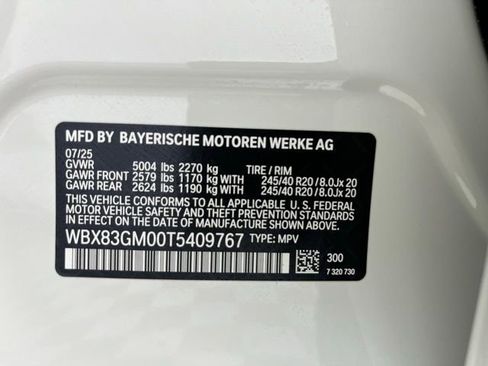 MFD BY BAYERISCHE MOTOREN WERKE AG
07/25
GVWR 5004 lbs 2270 kg TIRE / RIM
GAWR FRONT 2579 lbs 1170 kg WITH 245/40 R20 / 8.0Jx 20
GAWR REAR 2624 lbs 1190 kg WITH 245/40 R20 / 8.0Jx 20
THIS VEHICLE CONFORMS TO ALL APPLICABLE U. S. FEDERAL
MOTOR VEHICLE SAFETY, BUMPER AND THEFT PREVENTION STANDARDS
IN EFFECT ON THE DATE OF MANUFACTURE SHOWN ABOVE.
WBX83GM00T5409767 TYPE: MPV
300
7 320 730